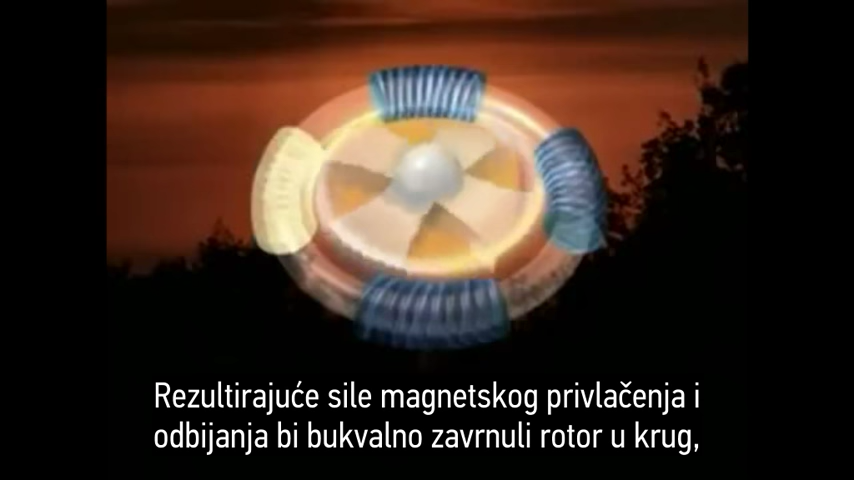 Rezultirajuće sile magnetskog privlačenja i
odbijanja bi bukvalno zavrnuli rotor u krug,